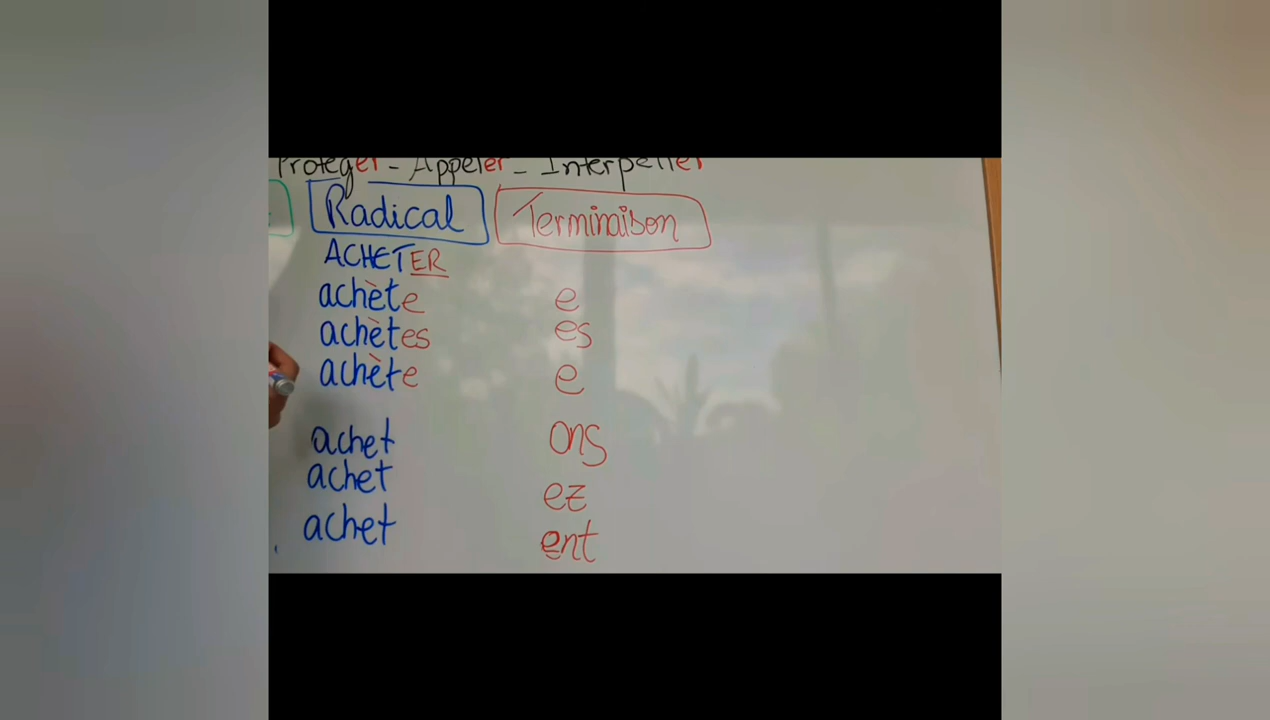 Protéger - Appeler - Interpeller
Radical Terminaison
ACHETER
achète e
achètes es
achète e
achet ons
achet ez
achet ent